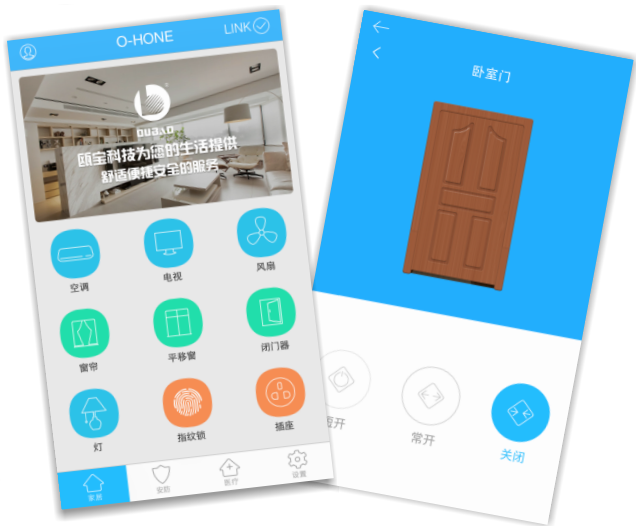 O-HONE
LINK
OUBAO
瓯宝科技为您的生活提供
舒适便捷安全的服务
空调
电视
风扇
窗帘
平移窗
闭门器
灯
指纹锁
插座
家居
安防
医疗
设置
卧室门
短开
常开
关闭